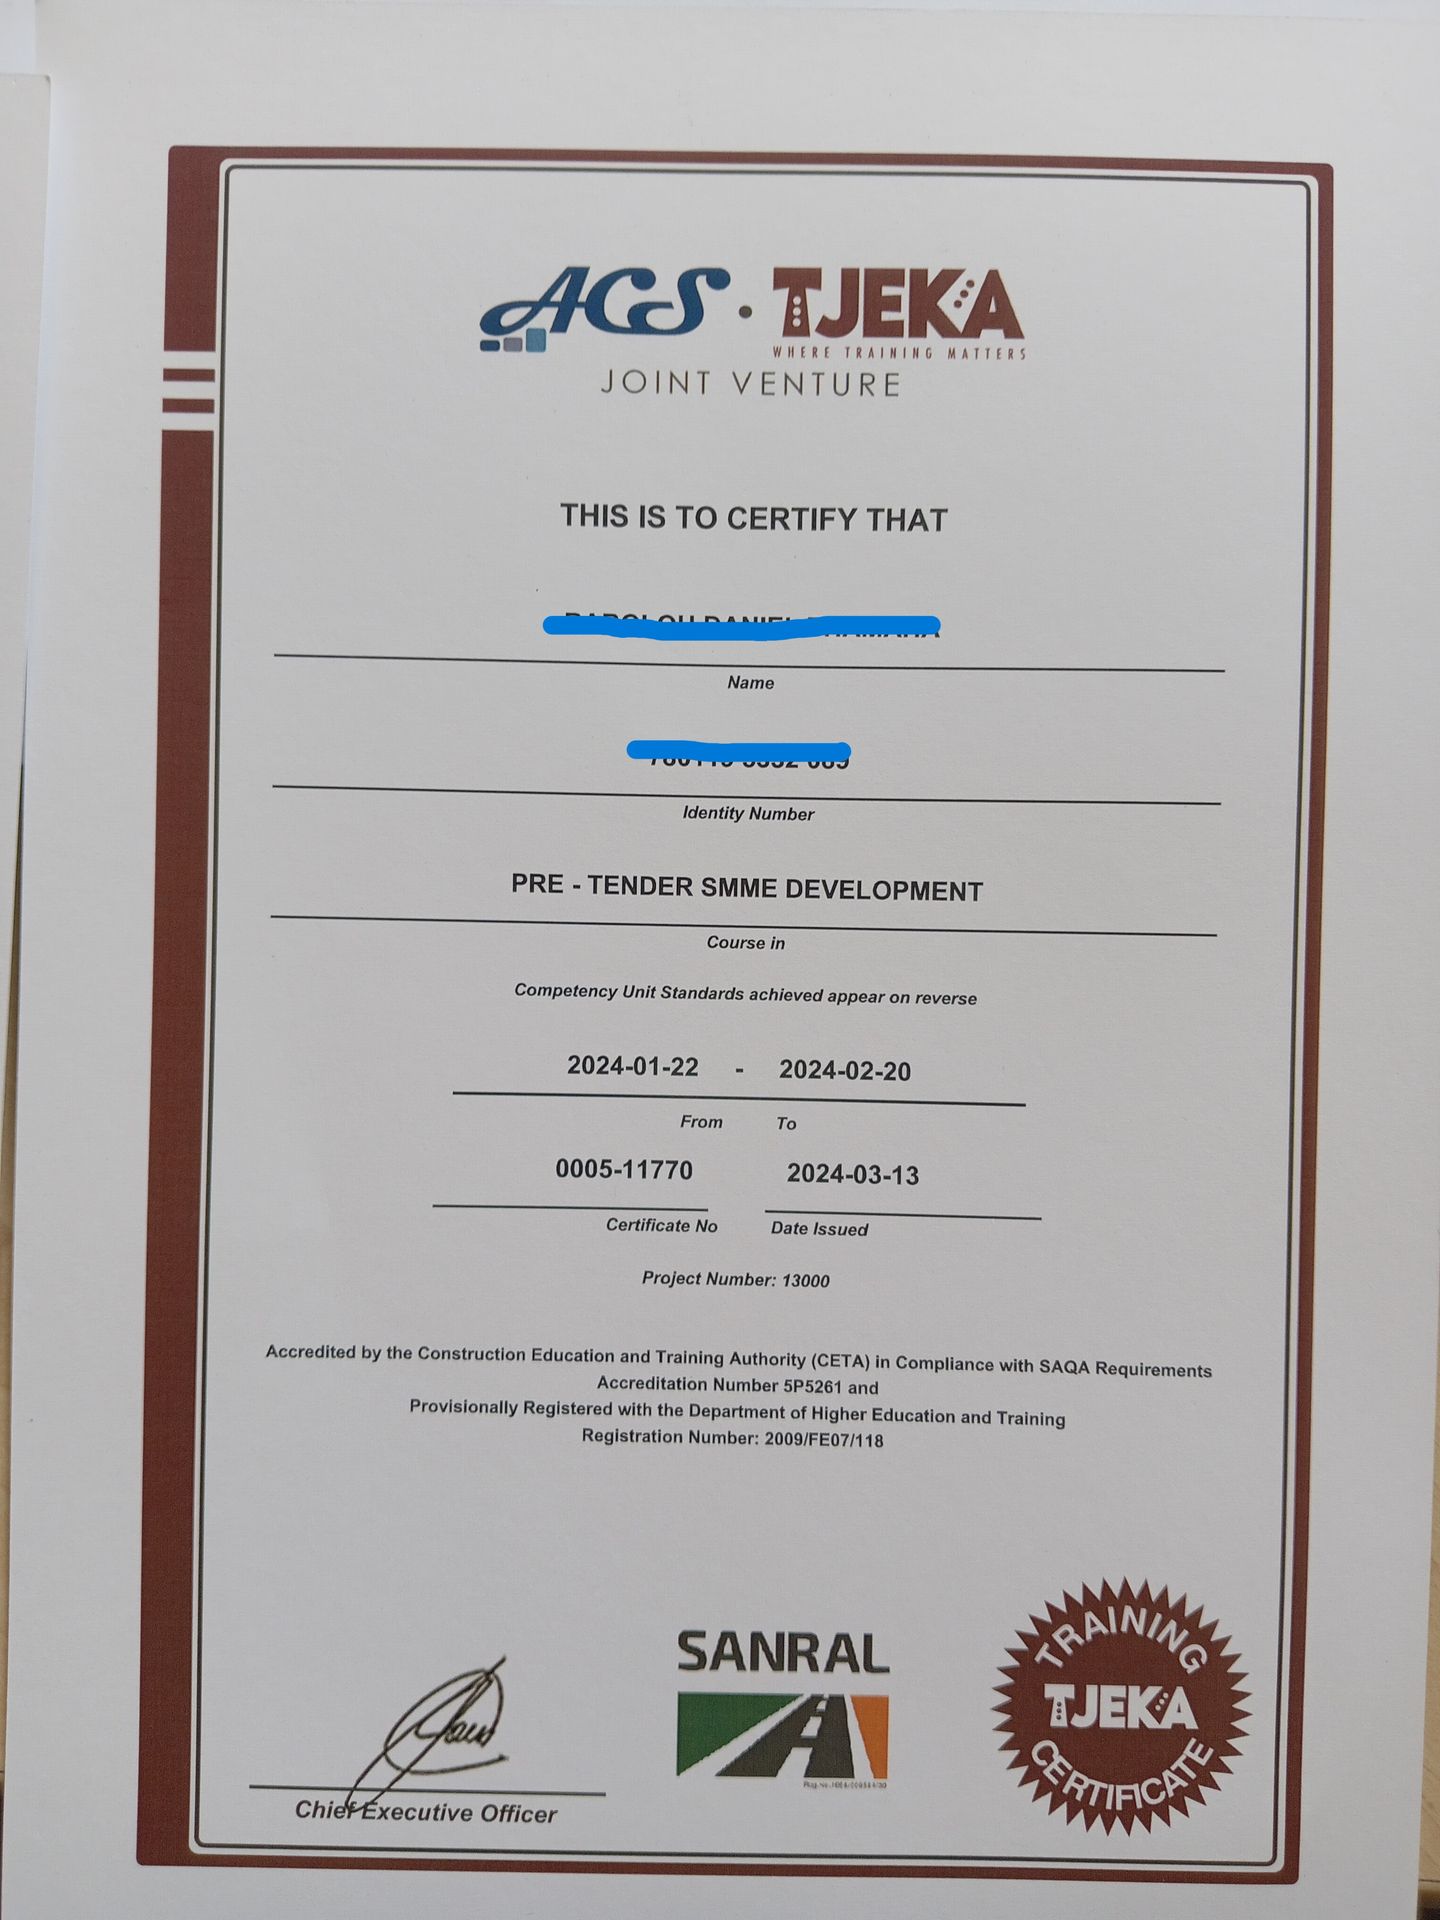 ACS · TJEKA
WHERE TRAINING MATTERS
JOINT VENTURE
THIS IS TO CERTIFY THAT
Name
Identity Number
PRE - TENDER SMME DEVELOPMENT
Course in
Competency Unit Standards achieved appear on reverse
2024-01-22 - 2024-02-20
From To
0005-11770 2024-03-13
Certificate No Date Issued
Project Number: 13000
Accredited by the Construction Education and Training Authority (CETA) in Compliance with SAQA Requirements
Accreditation Number 5P5261 and
Provisionally Registered with the Department of Higher Education and Training
Registration Number: 2009/FE07/118
Chief Executive Officer
SANRAL
TRAINING
TJEKA
CERTIFICATE